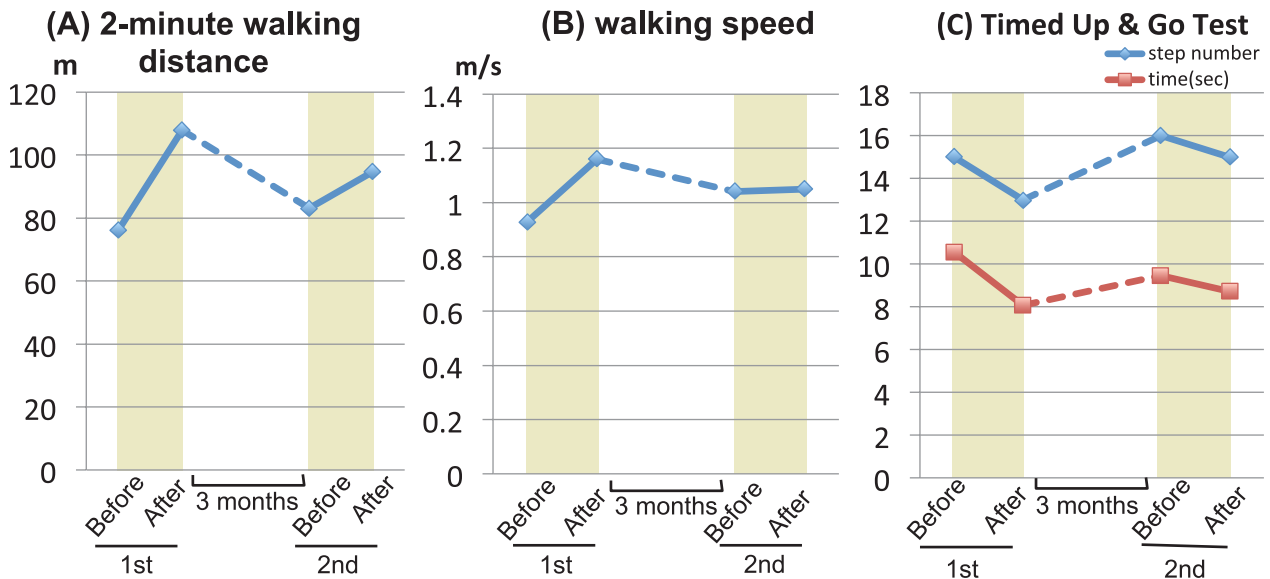 (A) 2-minute walking
distance
m
120
100
80
60
40
20
0
Before
After
3 months
Before
After
1st
2nd
(B) walking speed
m/s
1.4
1.2
1
0.8
0.6
0.4
0.2
0
Before
After
3 months
Before
After
1st
2nd
(C) Timed Up & Go Test
step number
time(sec)
18
16
14
12
10
8
6
4
2
0
Before
After
3 months
Before
After
1st
2nd